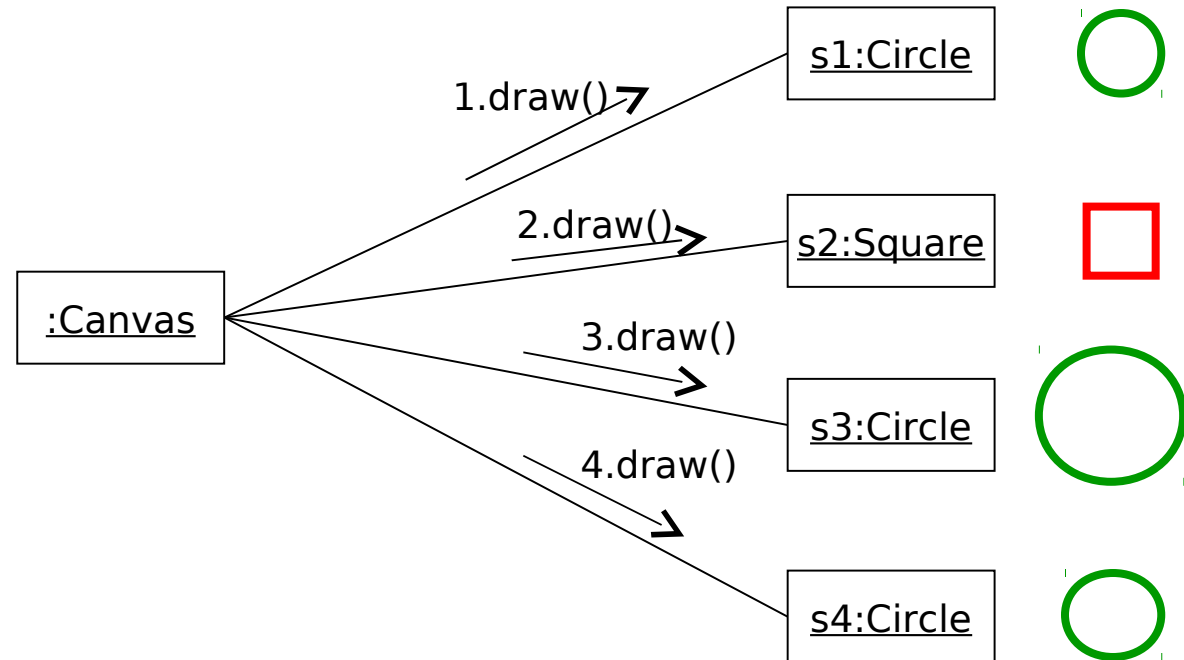 s1:Circle
1.draw()
2.draw()
s2:Square
:Canvas
3.draw()
s3:Circle
4.draw()
s4:Circle